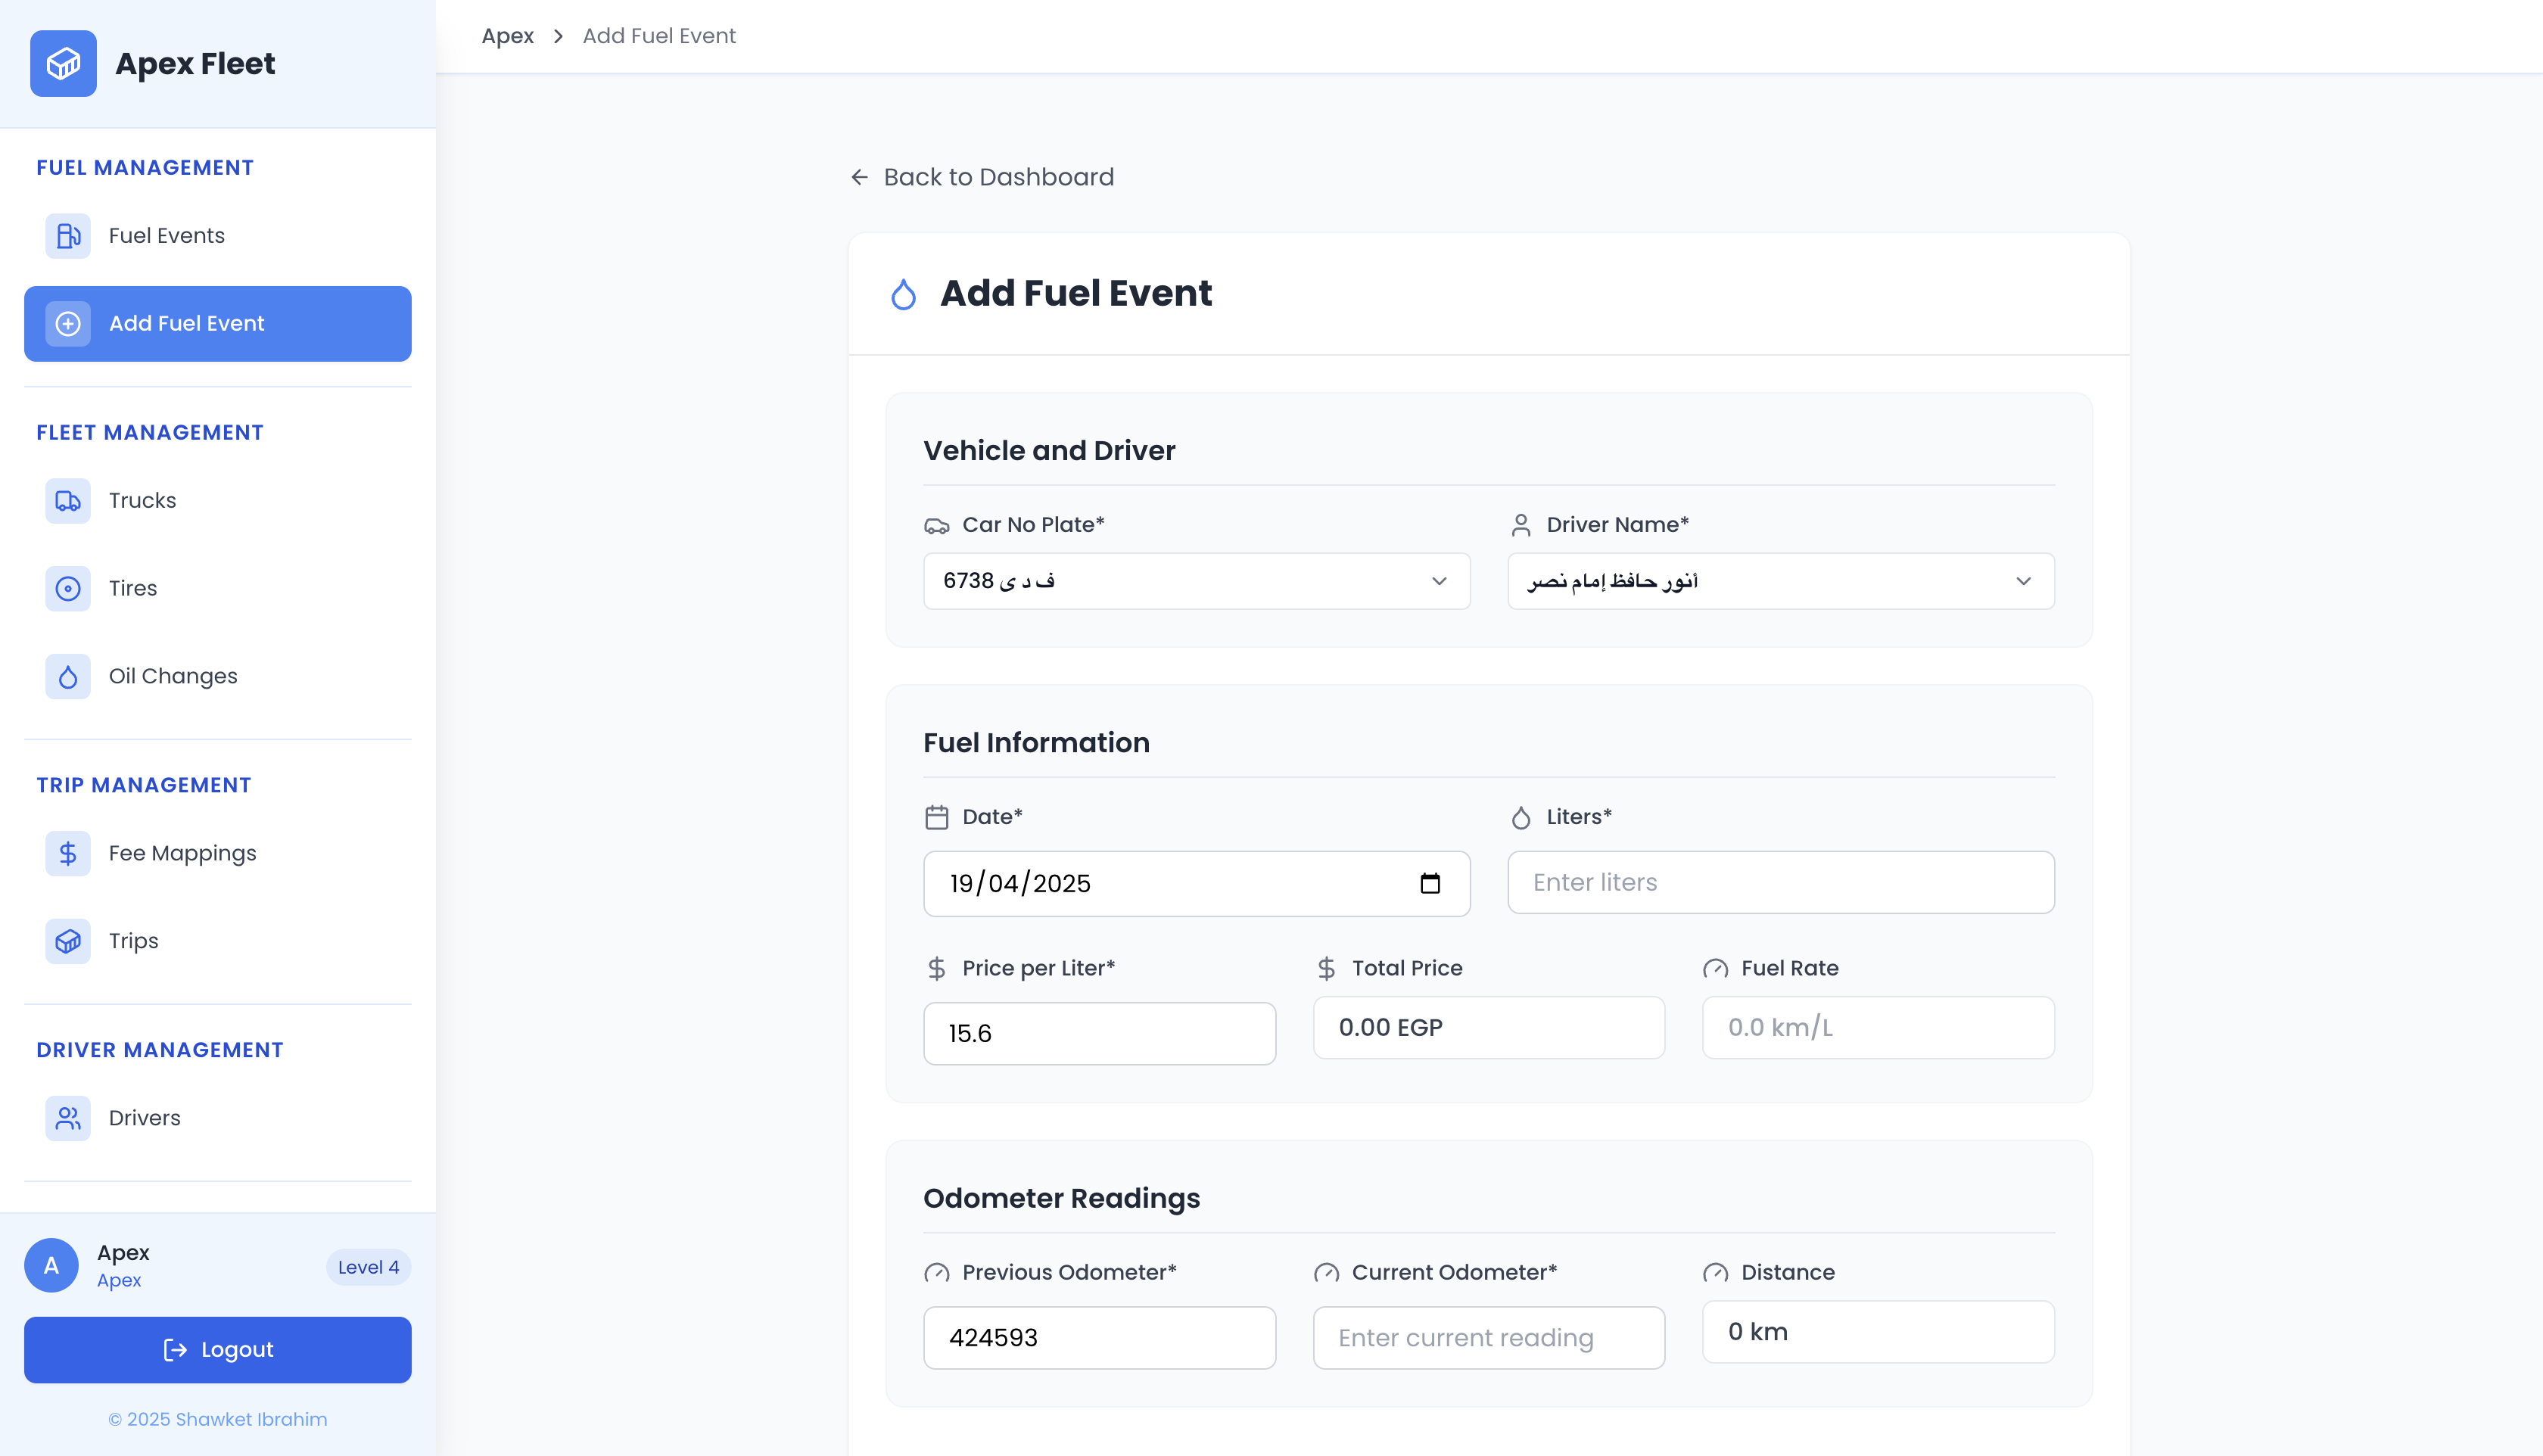 Apex Fleet
FUEL MANAGEMENT
Fuel Events
Add Fuel Event
FLEET MANAGEMENT
Trucks
Tires
Oil Changes
TRIP MANAGEMENT
Fee Mappings
Trips
DRIVER MANAGEMENT
Drivers
A
Apex
Apex
Level 4
Logout
© 2025 Shawket Ibrahim
Apex > Add Fuel Event
Back to Dashboard
Add Fuel Event
Vehicle and Driver
Car No Plate*
Driver Name*
ف د ى 6738
أنور حافظ إمام نصر
Fuel Information
Date*
Liters*
19/04/2025
Enter liters
Price per Liter*
Total Price
Fuel Rate
15.6
0.00 EGP
0.0 km/L
Odometer Readings
Previous Odometer*
Current Odometer*
Distance
424593
Enter current reading
0 km